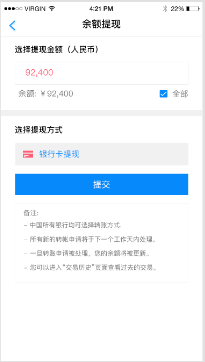 VIRGIN 4:21 PM 22%
余额提现
选择提现金额（人民币）
92,400
余额: ￥92,400 全部
选择提现方式
银行卡提现
提交
备注:
- 中国所有银行均可选择转账方式.
- 所有新的转帐申请将于下一个工作天内处理。
- 一旦转账申请被处理，您的余额将被更新。
- 您可以进入“交易历史”页面查看过去的交易。